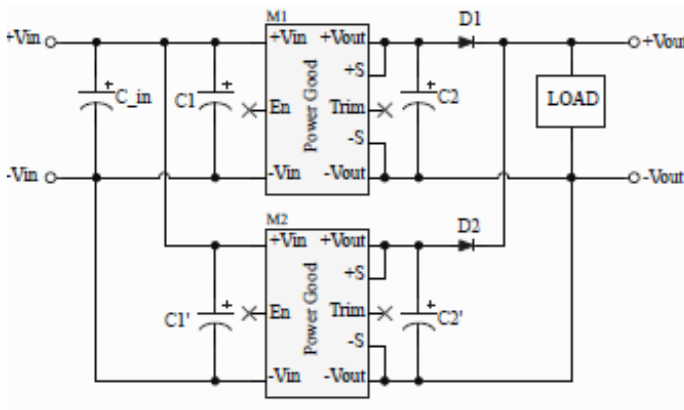 M1
D1
+Vin
+Vin
+Vout
+Vout
+S
C_in
C1
En
Power Good
Trim
C2
LOAD
-S
-Vin
-Vin
-Vout
-Vout
M2
D2
+Vin
+Vout
+S
C1'
En
Power Good
Trim
C2'
-S
-Vin
-Vout